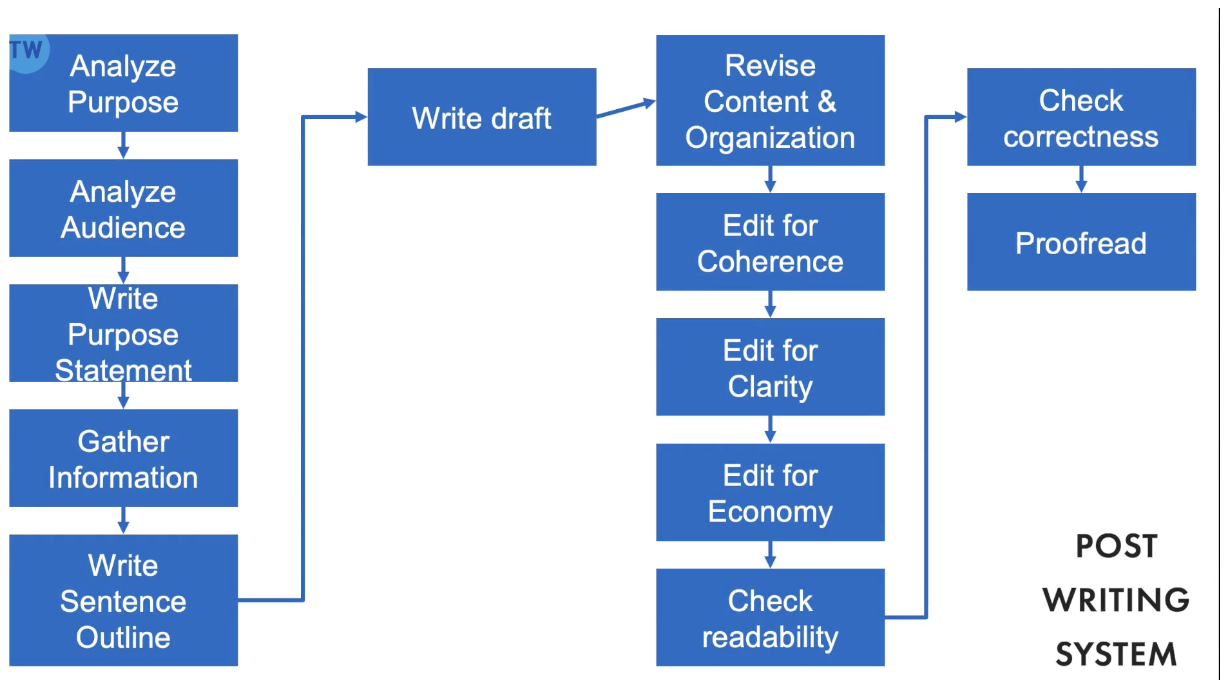 TW
Analyze
Purpose
Analyze
Audience
Write
Purpose
Statement
Gather
Information
Write
Sentence
Outline
Write draft
Revise
Content &
Organization
Edit for
Coherence
Edit for
Clarity
Edit for
Economy
Check
readability
Check
correctness
Proofread
POST
WRITING
SYSTEM